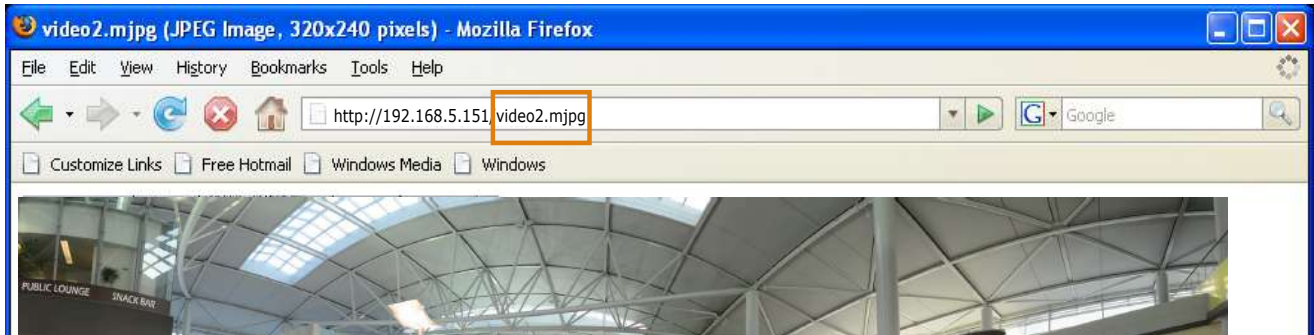 video2.mjpg (JPEG Image, 320x240 pixels) - Mozilla Firefox
File Edit View History Bookmarks Tools Help
http://192.168.5.151/video2.mjpg G Google
Customize Links Free Hotmail Windows Media Windows
PUBLIC LOUNGE SNACK BAR